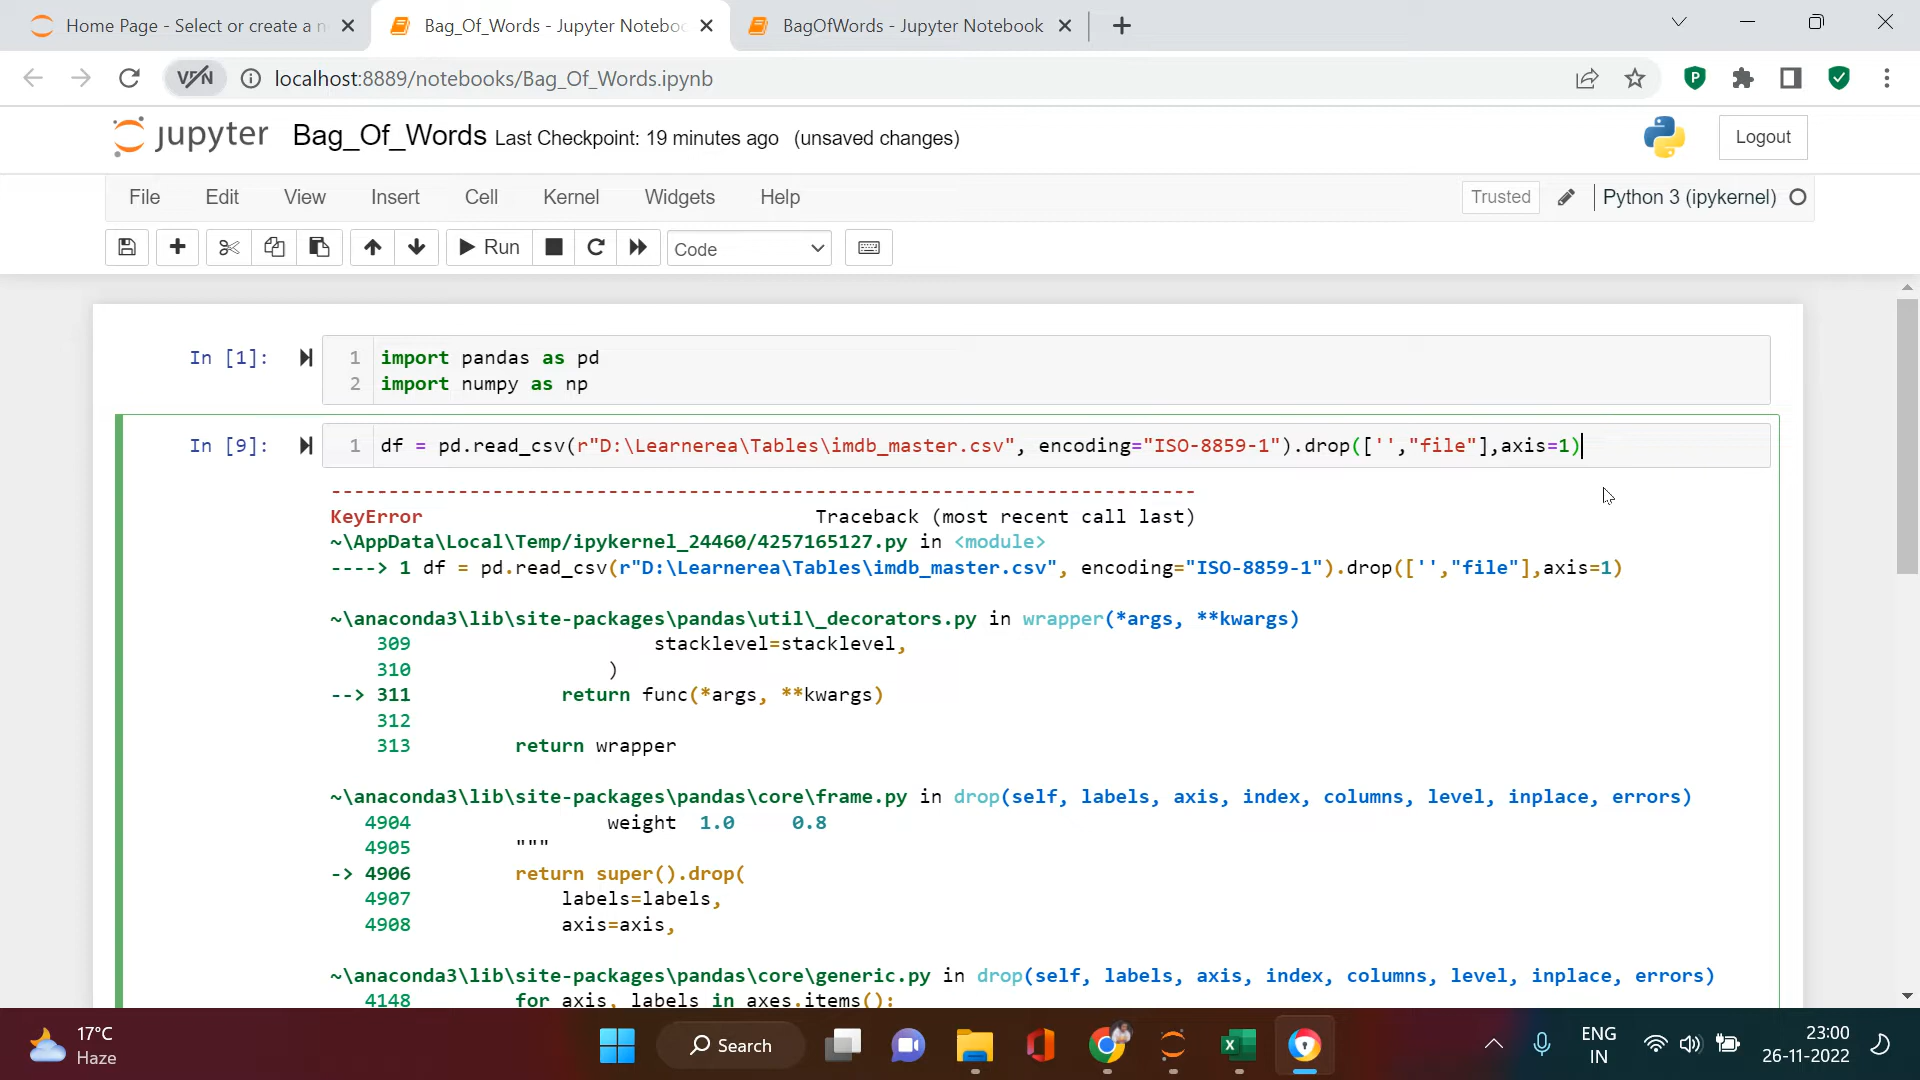 Home Page - Select or create a n
Bag_Of_Words - Jupyter Noteboo
BagOfWords - Jupyter Notebook
VPN
localhost:8889/notebooks/Bag_Of_Words.ipynb
jupyter Bag_Of_Words Last Checkpoint: 19 minutes ago (unsaved changes)
Logout
File Edit View Insert Cell Kernel Widgets Help
Trusted
Python 3 (ipykernel)
Run
Code
In [1]:
1 import pandas as pd
2 import numpy as np
In [9]:
1 df = pd.read_csv(r"D:\Learnerea\Tables\imdb_master.csv", encoding="ISO-8859-1").drop(['',"file"],axis=1)
---------------------------------------------------------------------------
KeyError Traceback (most recent call last)
~\AppData\Local\Temp/ipykernel_24460/4257165127.py in <module>
----> 1 df = pd.read_csv(r"D:\Learnerea\Tables\imdb_master.csv", encoding="ISO-8859-1").drop(['',"file"],axis=1)
~\anaconda3\lib\site-packages\pandas\util\_decorators.py in wrapper(*args, **kwargs)
309 stacklevel=stacklevel,
310 )
--> 311 return func(*args, **kwargs)
312
313 return wrapper
~\anaconda3\lib\site-packages\pandas\core\frame.py in drop(self, labels, axis, index, columns, level, inplace, errors)
4904 weight 1.0 0.8
4905 """
-> 4906 return super().drop(
4907 labels=labels,
4908 axis=axis,
~\anaconda3\lib\site-packages\pandas\core\generic.py in drop(self, labels, axis, index, columns, level, inplace, errors)
4148 for axis, labels in axes.items():
17°C
Haze
Search
ENG
IN
23:00
26-11-2022